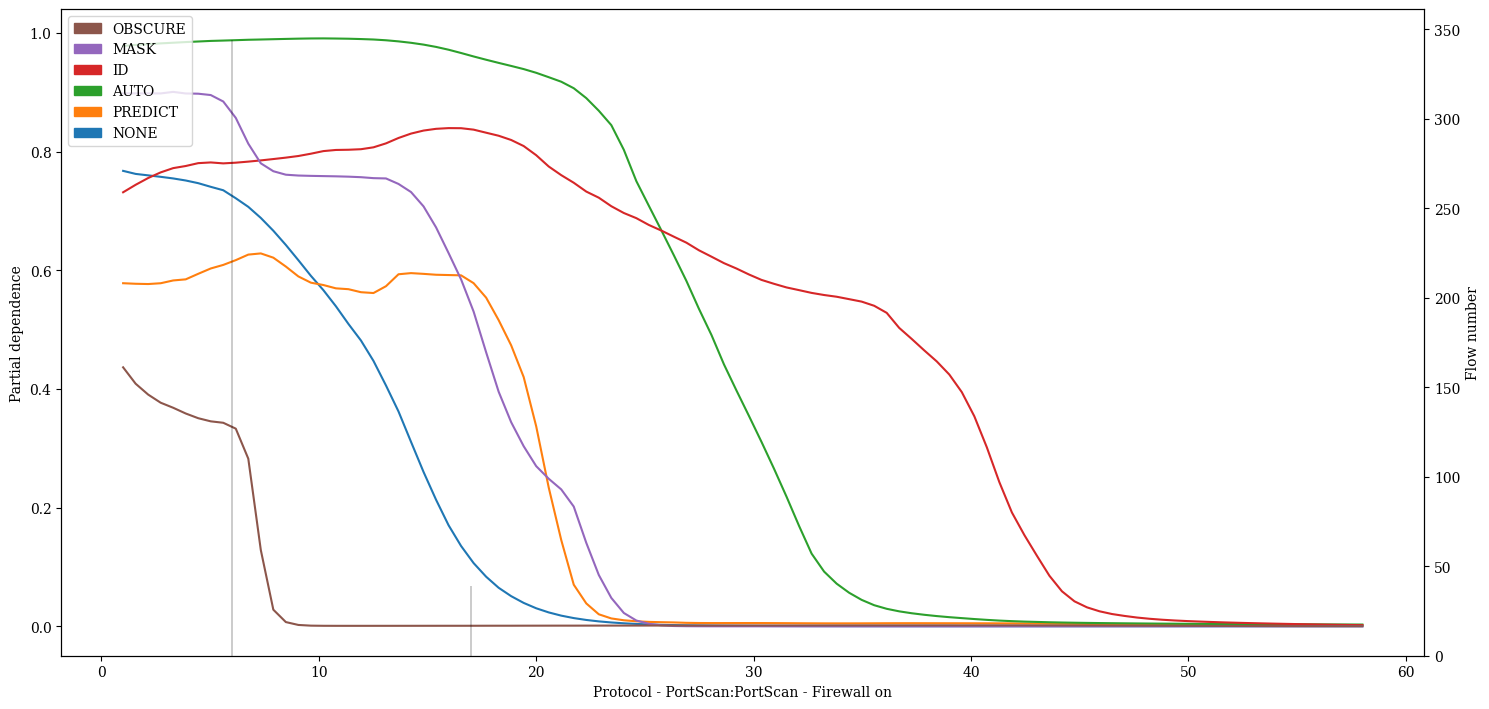 OBSCURE
MASK
ID
AUTO
PREDICT
NONE
1.0
0.8
0.6
0.4
0.2
0.0
Partial dependence
350
300
250
200
150
100
50
0
Flow number
0 10 20 30 40 50 60
Protocol - PortScan:PortScan - Firewall on